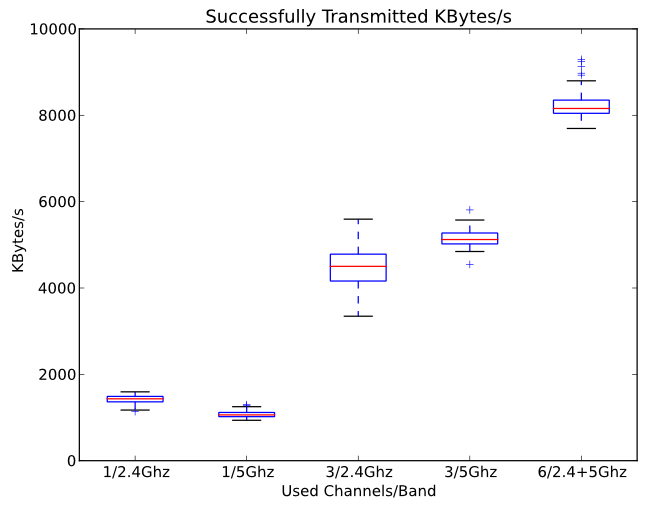 Successfully Transmitted KBytes/s
10000
8000
6000
4000
2000
0
KBytes/s
1/2.4Ghz 1/5Ghz 3/2.4Ghz 3/5Ghz 6/2.4+5Ghz
Used Channels/Band